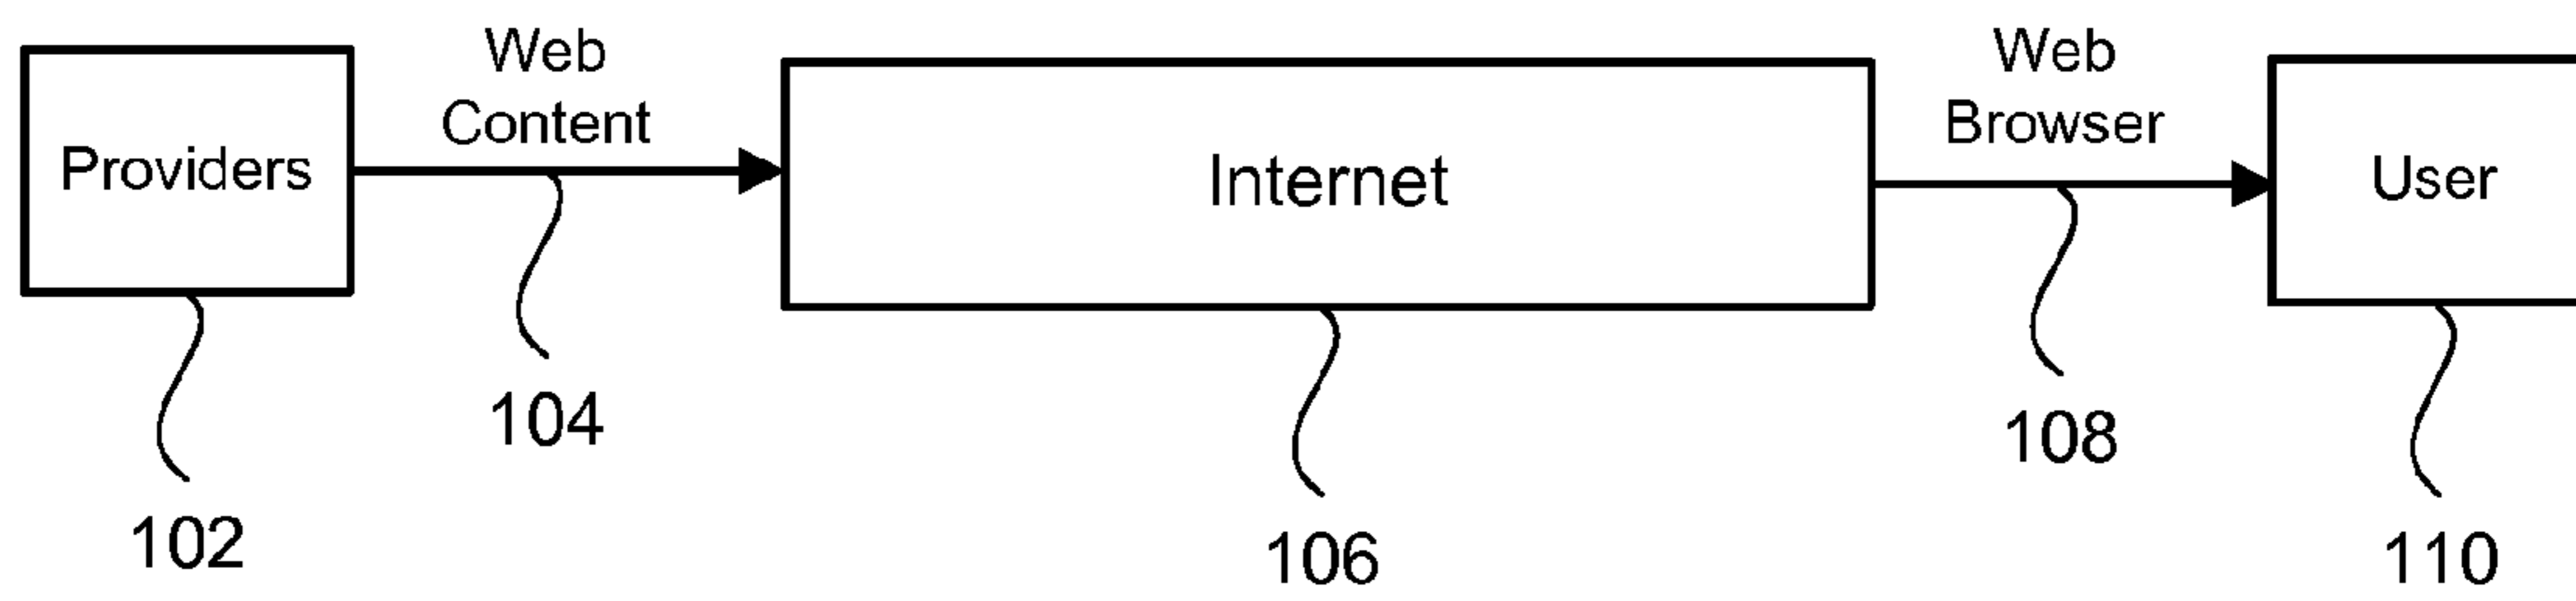 Providers
Web
Content
Internet
Web
Browser
User
102
104
106
108
110